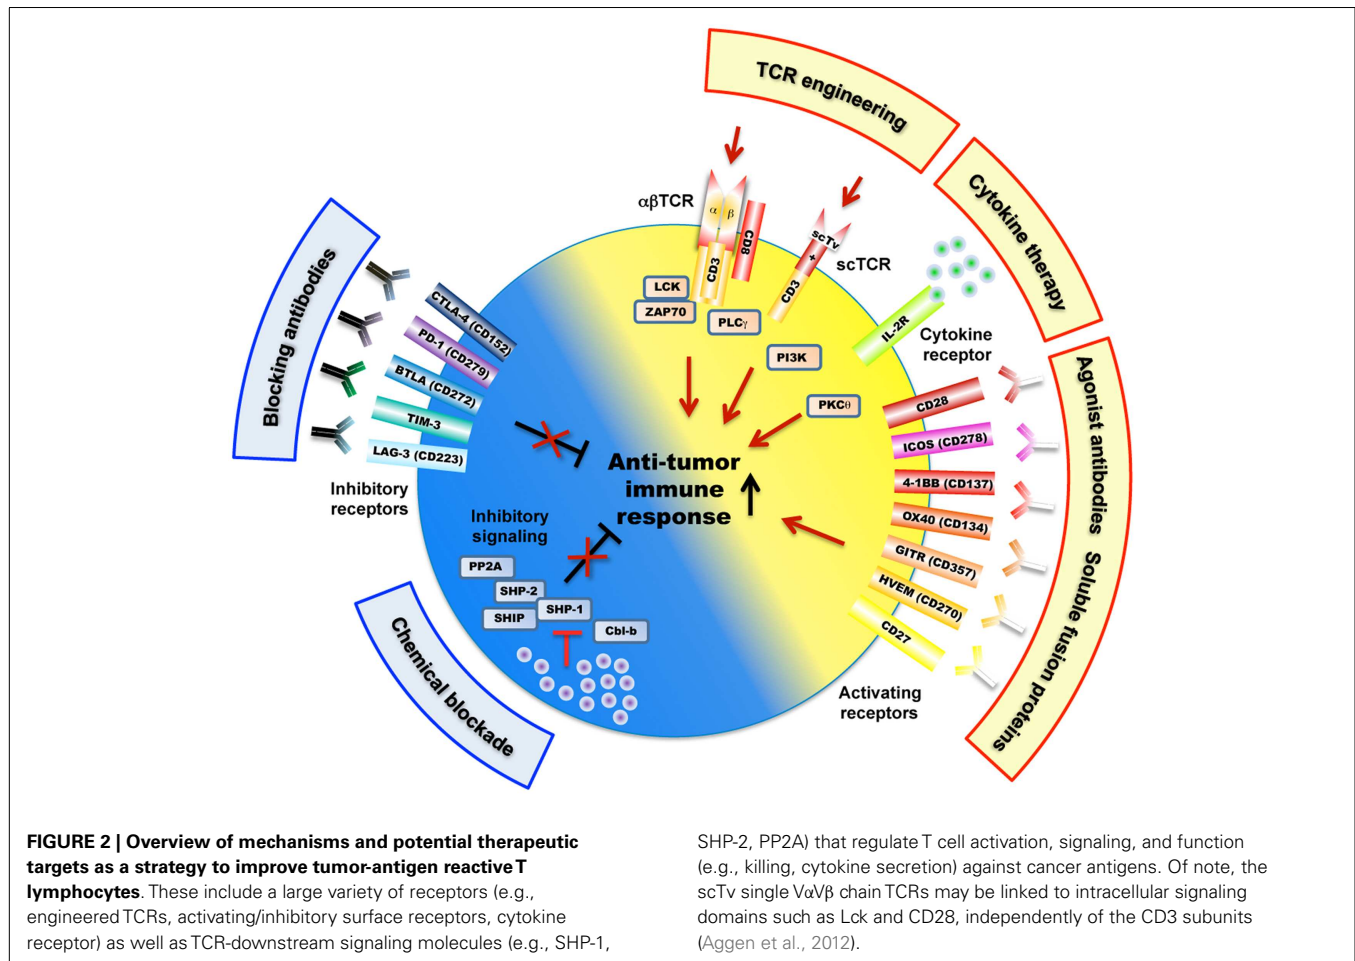 TCR engineering
Cytokine therapy
Agonist antibodies Soluble fusion proteins
Blocking antibodies
Chemical blockade
αβTCR
α
β
CD3
CD8
scTv
+
CD3
scTCR
LCK
ZAP70
PLCγ
PI3K
PKCθ
IL-2R
Cytokine
receptor
CTLA-4 (CD152)
PD-1 (CD279)
BTLA (CD272)
TIM-3
LAG-3 (CD223)
Inhibitory
receptors
CD28
ICOS (CD278)
4-1BB (CD137)
OX40 (CD134)
GITR (CD357)
HVEM (CD270)
CD27
Activating
receptors
Anti-tumor
immune
response
Inhibitory
signaling
PP2A
SHP-2
SHIP
SHP-1
Cbl-b
FIGURE 2 | Overview of mechanisms and potential therapeutic
targets as a strategy to improve tumor-antigen reactive T
lymphocytes. These include a large variety of receptors (e.g.,
engineered TCRs, activating/inhibitory surface receptors, cytokine
receptor) as well as TCR-downstream signaling molecules (e.g., SHP-1,
SHP-2, PP2A) that regulate T cell activation, signaling, and function
(e.g., killing, cytokine secretion) against cancer antigens. Of note, the
scTv single VαVβ chain TCRs may be linked to intracellular signaling
domains such as Lck and CD28, independently of the CD3 subunits
(Aggen et al., 2012).